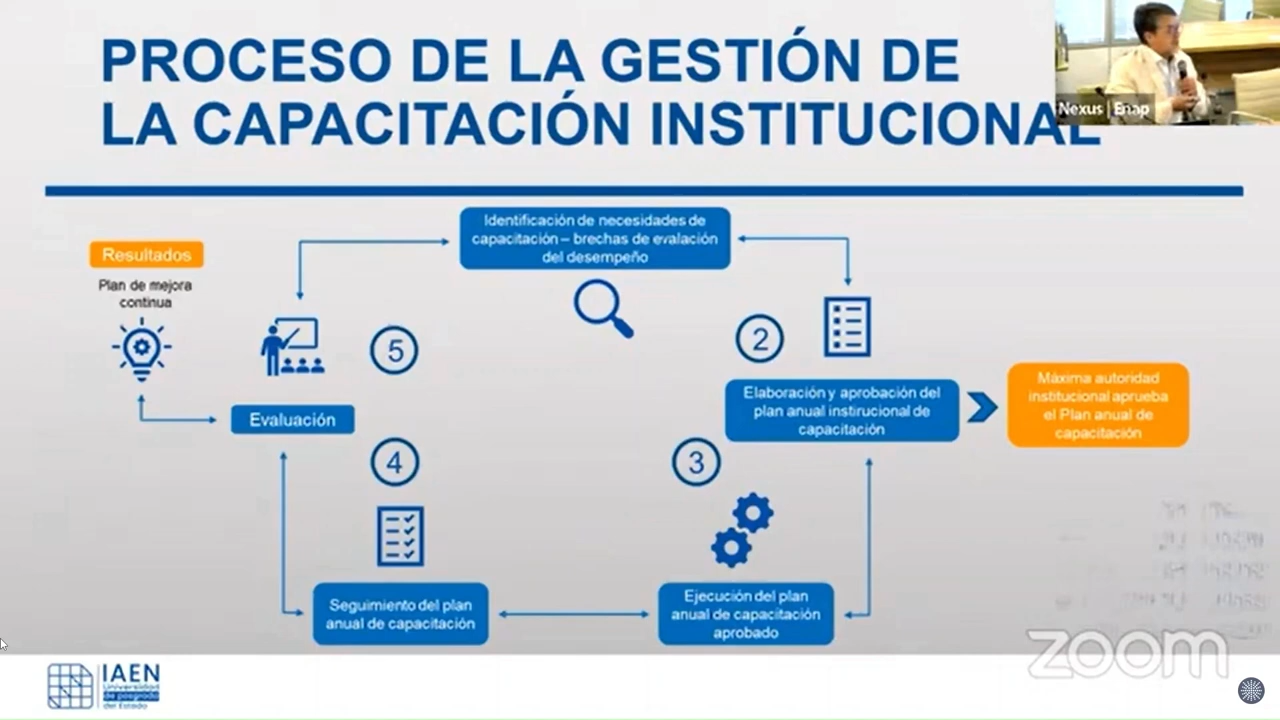 PROCESO DE LA GESTIÓN DE
LA CAPACITACIÓN INSTITUCIONAL
Nexus | Enap
Identificación de necesidades de
capacitación – brechas de evalación
del desempeño
Resultados
Plan de mejora
continua
5
2
Elaboración y aprobación del
plan anual instirucional de
capacitación
Máxima autoridad
institucional aprueba
el Plan anual de
capacitación
Evaluación
4
3
Seguimiento del plan
anual de capacitación
Ejecución del plan
anual de capacitación
aprobado
zoom
IAEN
Universidad
de posgrado
del Estado